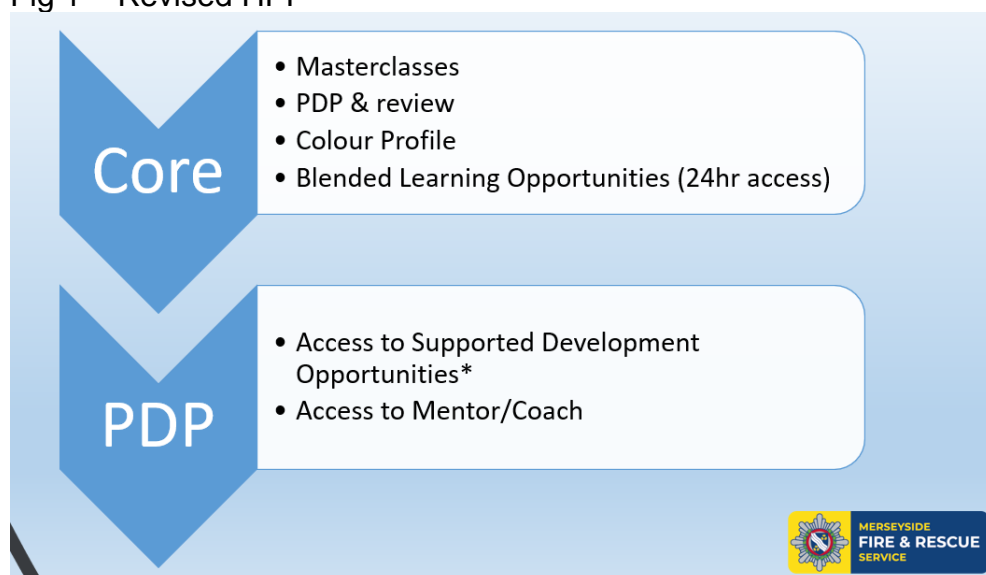 Core
• Masterclasses
• PDP & review
• Colour Profile
• Blended Learning Opportunities (24hr access)
PDP
• Access to Supported Development
Opportunities*
• Access to Mentor/Coach
MERSEYSIDE
FIRE & RESCUE
SERVICE